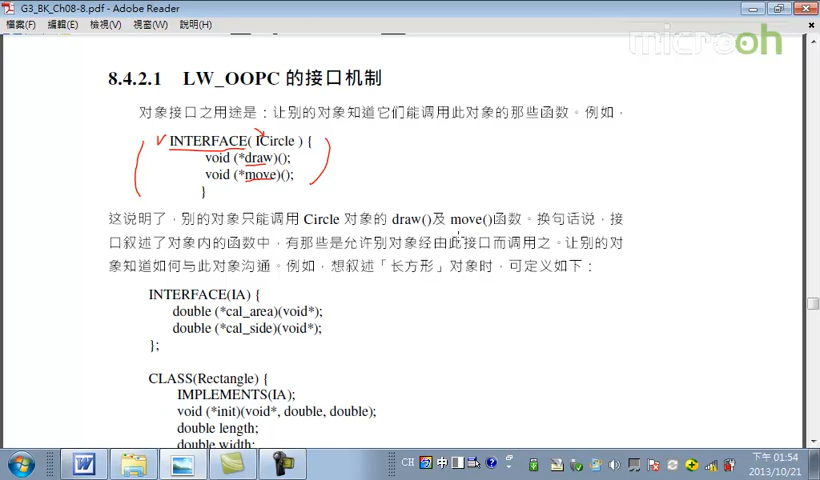 G3_BK_Ch08-8.pdf - Adobe Reader
檔案(F) 編輯(E) 檢視(V) 視窗(W) 說明(H)
microoh
8.4.2.1 LW_OOPC 的接口机制
对象接口之用途是：让别的对象知道它们能调用此对象的那些函数。例如，
INTERFACE( ICircle ) {
void (*draw)();
void (*move)();
}
这说明了，别的对象只能调用 Circle 对象的 draw()及 move()函数。换句话说，接
口叙述了对象内的函数中，有那些是允许别对象经由此接口而调用之。让别的对
象知道如何与此对象沟通。例如，想叙述「长方形」对象时，可定义如下：
INTERFACE(IA) {
double (*cal_area)(void*);
double (*cal_side)(void*);
};
CLASS(Rectangle) {
IMPLEMENTS(IA);
void (*init)(void*, double, double);
double length;
double width;
CH 中
下午 01:54
2013/10/21